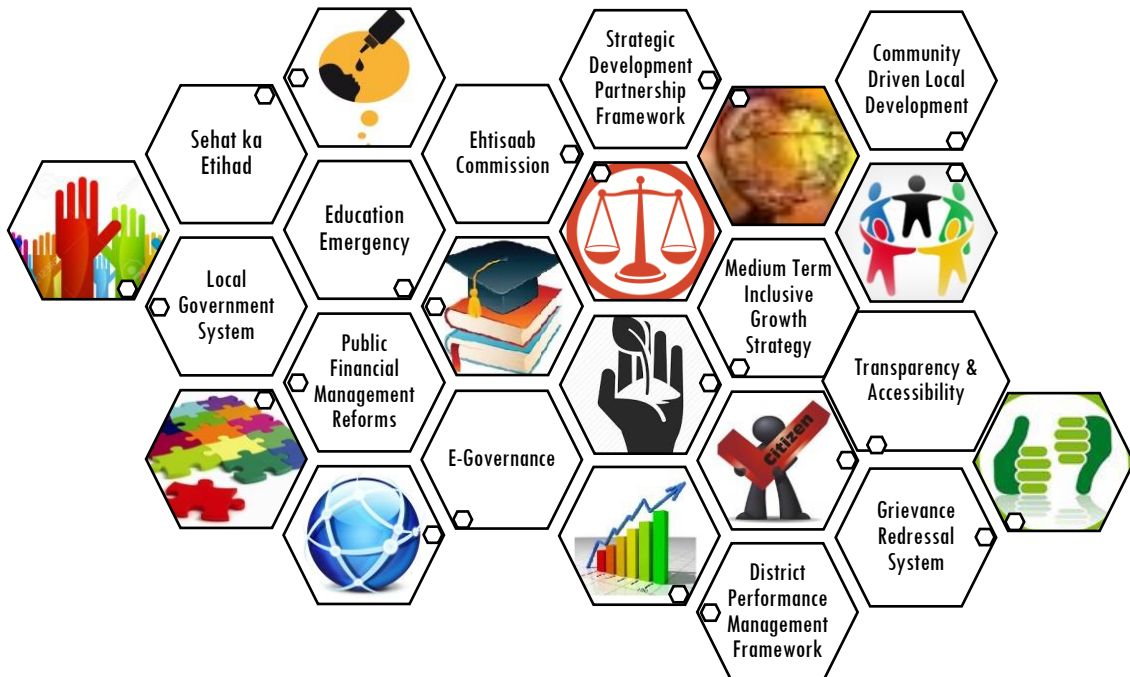 Strategic
Development
Partnership
Framework
Community
Driven Local
Development
Sehat ka
Etihad
Ehtisaab
Commission
Education
Emergency
Local
Government
System
Medium Term
Inclusive
Growth
Strategy
Public
Financial
Management
Reforms
Transparency &
Accessibility
E-Governance
Citizen
Grievance
Redressal
System
District
Performance
Management
Framework